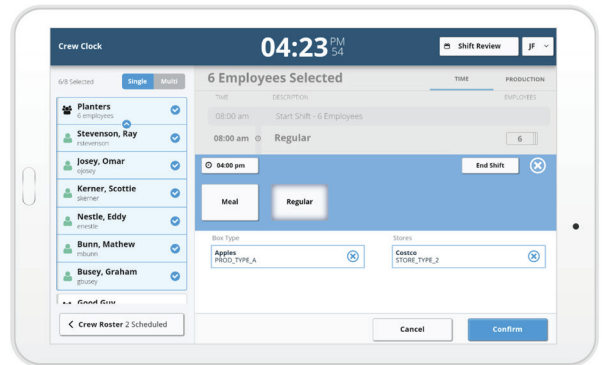 Crew Clock
04:23 PM 54
Shift Review
JF
6/8 Selected
Single
Multi
Planters
6 employees
Stevenson, Ray
rstevenson
Josey, Omar
ojosey
Kerner, Scottie
skerner
Nestle, Eddy
enestle
Bunn, Mathew
mbunn
Busey, Graham
gbusey
Good Guy
Crew Roster 2 Scheduled
6 Employees Selected
TIME
PRODUCTION
TIME
DESCRIPTION
EMPLOYEES
08:00 am
Start Shift - 6 Employees
08:00 am
Regular
6
04:00 pm
End Shift
Meal
Regular
Box Type
Apples
PROD_TYPE_A
Stores
Costco
STORE_TYPE_2
Cancel
Confirm